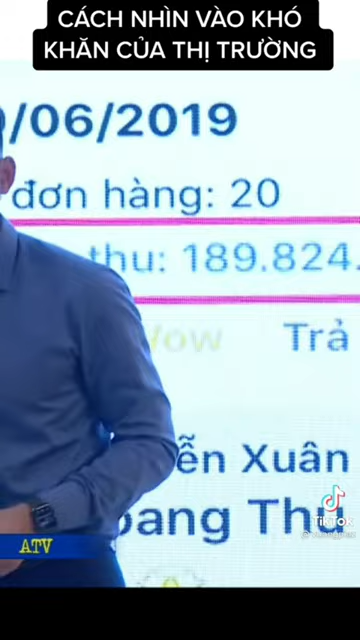 CÁCH NHÌN VÀO KHÓ
KHĂN CỦA THỊ TRƯỜNG
/06/2019
đơn hàng: 20
thu: 189.824.
Trả
ễn Xuân
oang Thu
TikTok
ATV